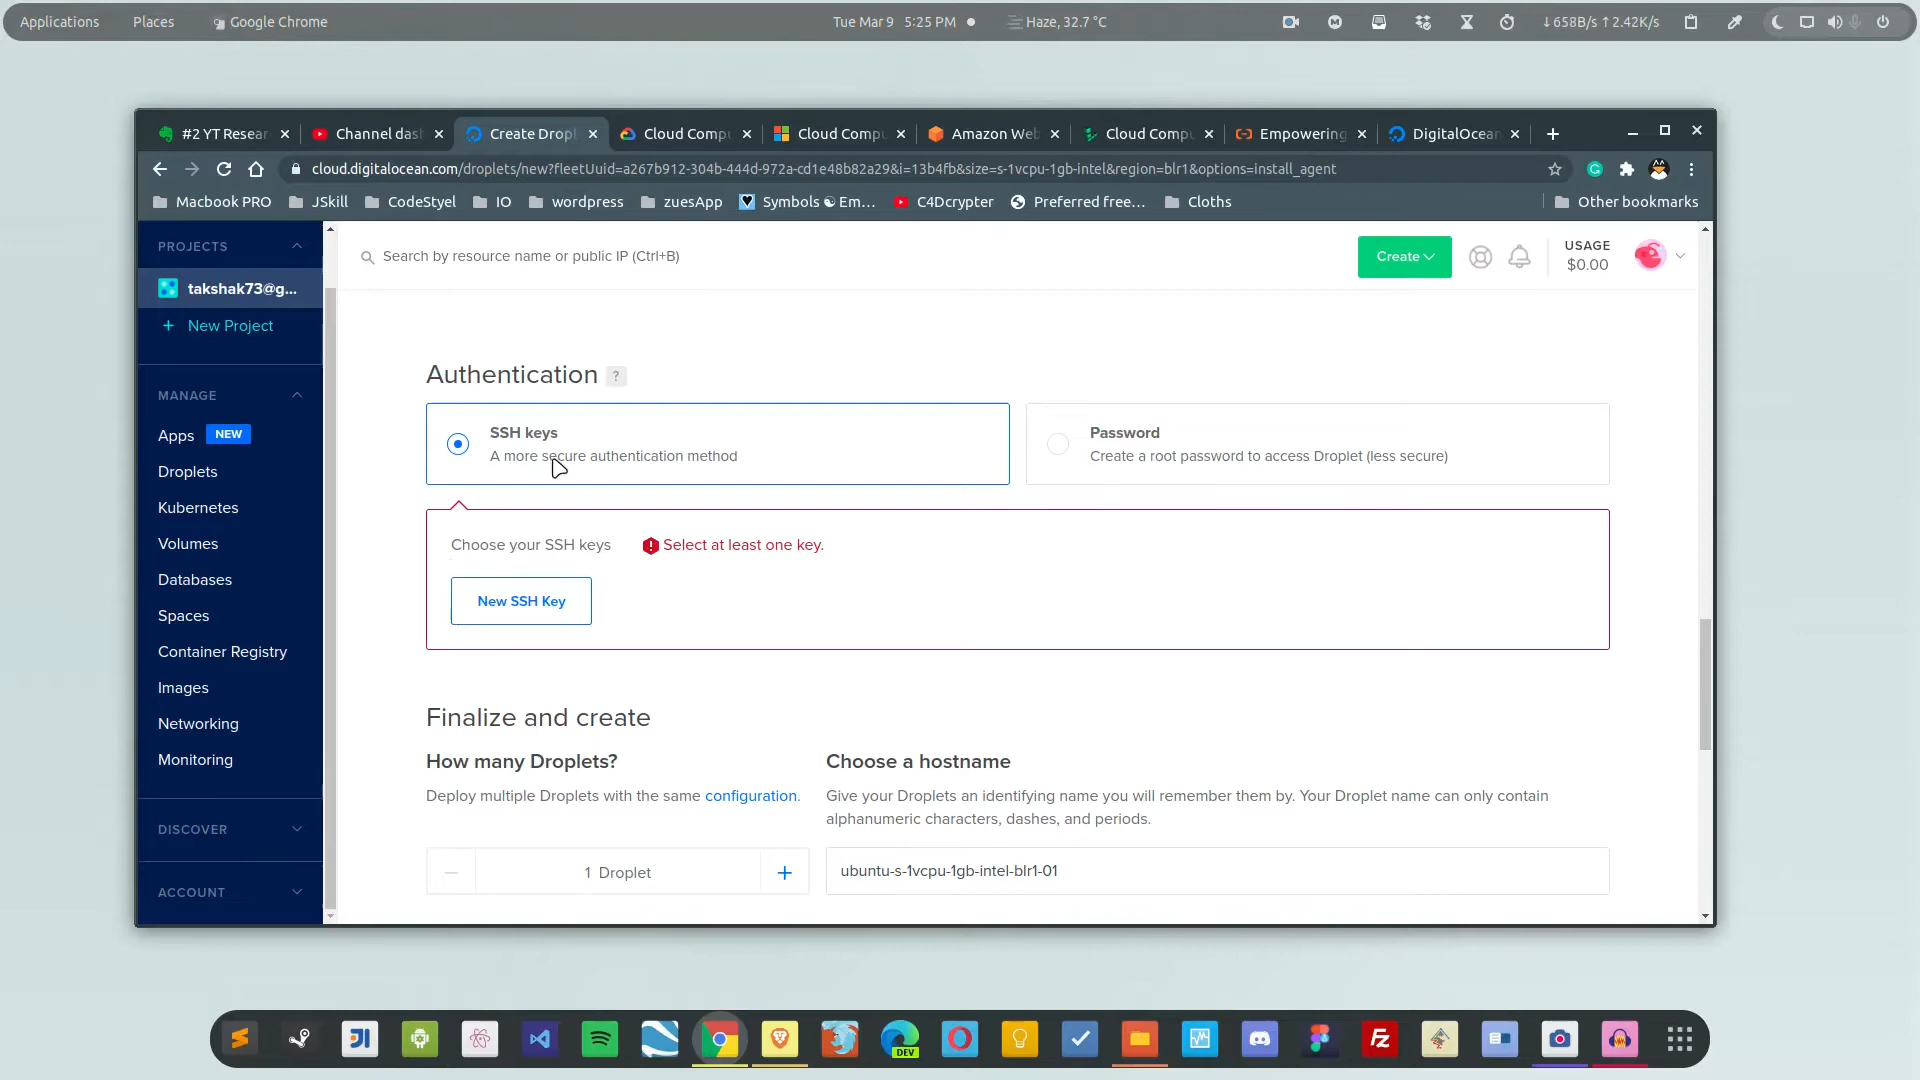 Applications Places Google Chrome Tue Mar 9 5:25 PM Haze, 32.7 °C ↓658B/s ↑2.42K/s
#2 YT Resear Channel das Create Drop Cloud Compu Cloud Compu Amazon Web Cloud Compu Empowering DigitalOcean
cloud.digitalocean.com/droplets/new?fleetUuid=a267b912-304b-444d-972a-cd1e48b82a29&i=13b4fb&size=s-1vcpu-1gb-intel&region=blr1&options=install_agent
Macbook PRO JSkill CodeStyel IO wordpress zuesApp Symbols ☯ Em... C4Dcrypter Preferred free... Cloths Other bookmarks
PROJECTS
takshak73@g...
+ New Project
MANAGE
Apps NEW
Droplets
Kubernetes
Volumes
Databases
Spaces
Container Registry
Images
Networking
Monitoring
DISCOVER
ACCOUNT
Search by resource name or public IP (Ctrl+B)
Create
USAGE
$0.00
Authentication ?
SSH keys
A more secure authentication method
Password
Create a root password to access Droplet (less secure)
Choose your SSH keys ! Select at least one key.
New SSH Key
Finalize and create
How many Droplets?
Deploy multiple Droplets with the same configuration.
− 1 Droplet +
Choose a hostname
Give your Droplets an identifying name you will remember them by. Your Droplet name can only contain
alphanumeric characters, dashes, and periods.
ubuntu-s-1vcpu-1gb-intel-blr1-01
DEV